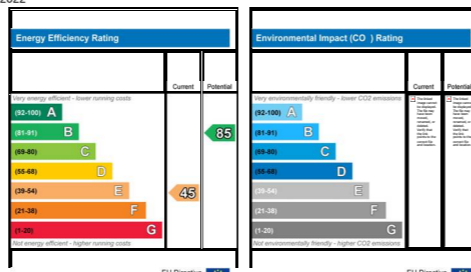 2022
Energy Efficiency Rating
Current Potential
Very energy efficient - lower running costs
(92-100) A
(81-91) B
(69-80) C
(55-68) D
(39-54) E
(21-38) F
(1-20) G
85
45
Not energy efficient - higher running costs
EU Directive
Environmental Impact (CO ) Rating
Current Potential
Very environmentally friendly - lower CO2 emissions
(92-100) A
(81-91) B
(69-80) C
(55-68) D
(39-54) E
(21-38) F
(1-20) G
Not environmentally friendly - higher CO2 emissions
EU Directive